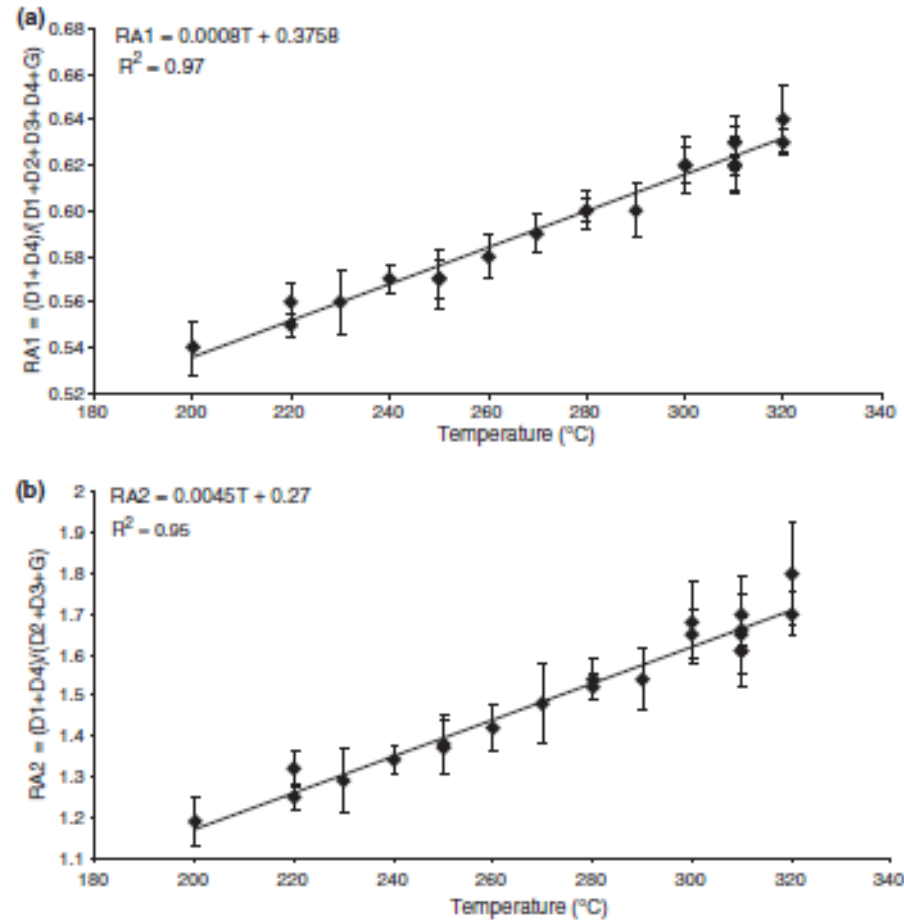 (a)
RA1 = 0.0008T + 0.3758
R² = 0.97
RA1 = (D1+D4)/(D1+D2+D3+D4+G)
0.68
0.66
0.64
0.62
0.60
0.58
0.56
0.54
0.52
180 200 220 240 260 280 300 320 340
Temperature (°C)
(b)
RA2 = 0.0045T + 0.27
R² = 0.95
RA2 = (D1+D4)/(D2+D3+G)
2
1.9
1.8
1.7
1.6
1.5
1.4
1.3
1.2
1.1
180 200 220 240 260 280 300 320 340
Temperature (°C)